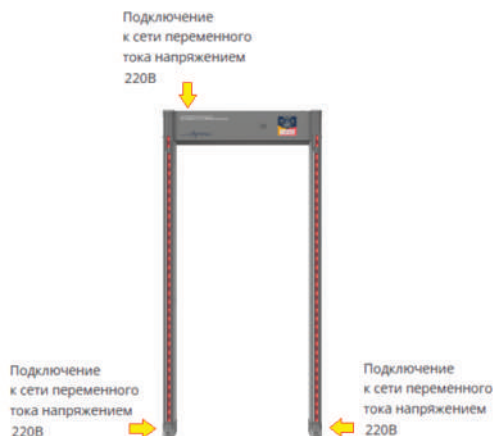 Подключение
к сети переменного
тока напряжением
220В
Подключение
к сети переменного
тока напряжением
220В
Подключение
к сети переменного
тока напряжением
220В